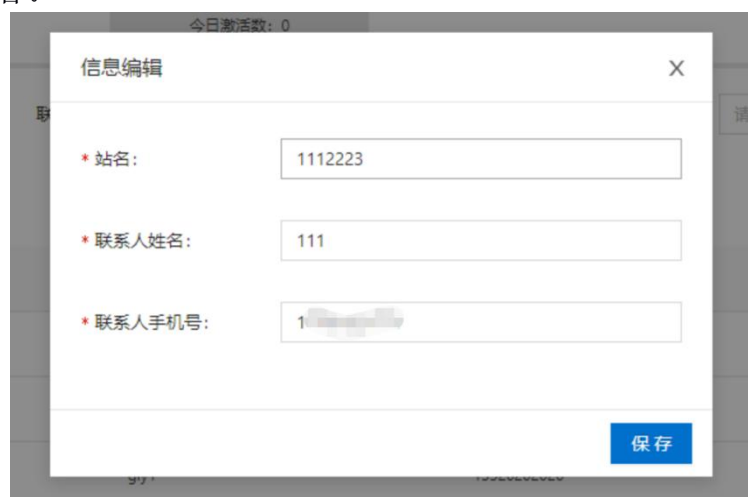 今日激活数: 0
信息编辑
X
* 站名: 1112223
* 联系人姓名: 111
* 联系人手机号: 1
保存